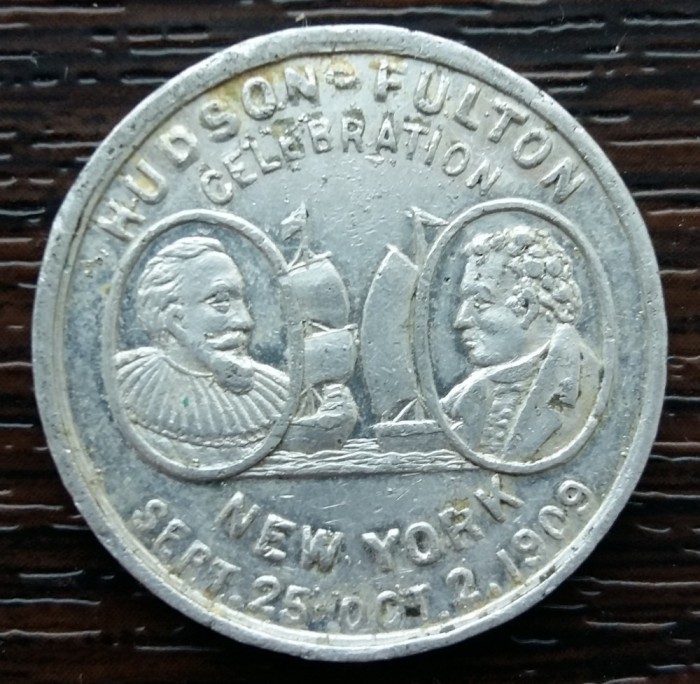 HUDSON-FULTON
CELEBRATION
NEW YORK
SEPT. 25-OCT. 2. 1909